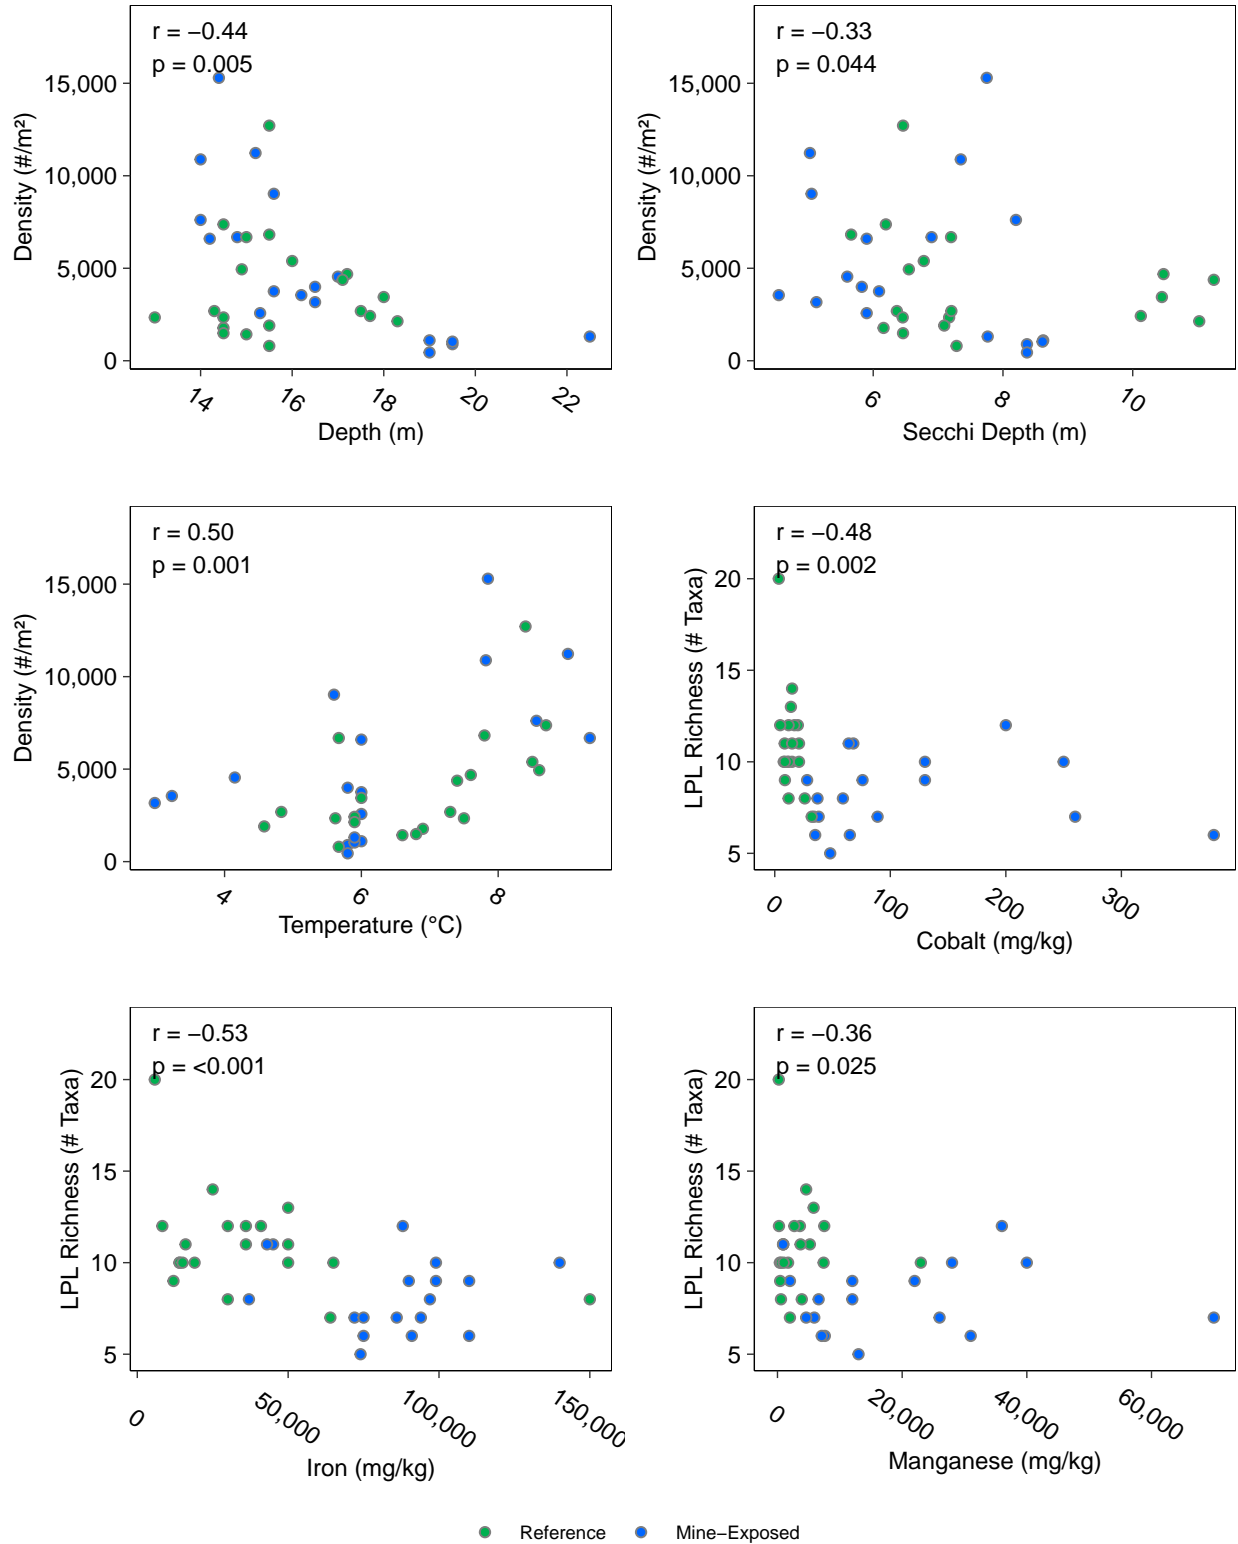 r = −0.44
p = 0.005
15,000
10,000
5,000
0
Density (#/m²)
14
16
18
20
22
Depth (m)
r = −0.33
p = 0.044
15,000
10,000
5,000
0
Density (#/m²)
6
8
10
Secchi Depth (m)
r = 0.50
p = 0.001
15,000
10,000
5,000
0
Density (#/m²)
4
6
8
Temperature (°C)
r = −0.48
p = 0.002
20
15
10
5
LPL Richness (# Taxa)
0
100
200
300
Cobalt (mg/kg)
r = −0.53
p = <0.001
20
15
10
5
LPL Richness (# Taxa)
0
50,000
100,000
150,000
Iron (mg/kg)
r = −0.36
p = 0.025
20
15
10
5
LPL Richness (# Taxa)
0
20,000
40,000
60,000
Manganese (mg/kg)
Reference
Mine−Exposed